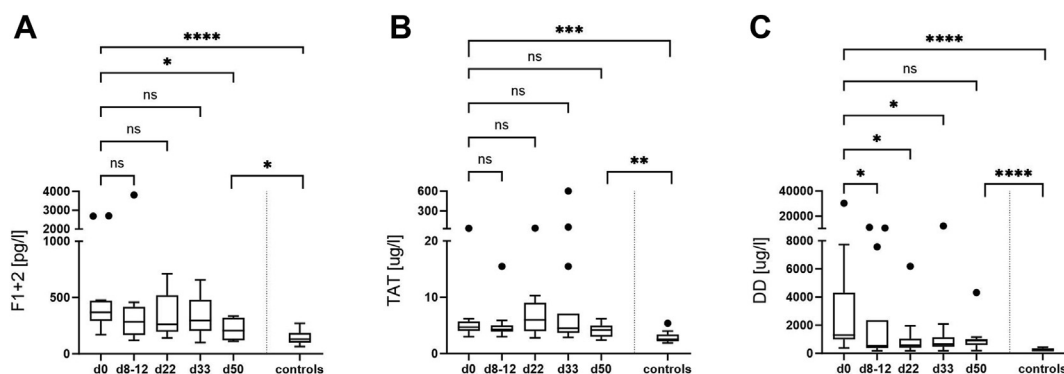 A
****
*
ns
ns
ns
*
F1+2 [pg/l]
4000
3000
2000
1000
500
0
d0 d8-12 d22 d33 d50 controls
B
***
ns
ns
ns
ns
**
TAT [ug/l]
600
300
20
10
0
d0 d8-12 d22 d33 d50 controls
C
****
ns
*
*
*
****
DD [ug/l]
40000
20000
8000
6000
4000
2000
0
d0 d8-12 d22 d33 d50 controls